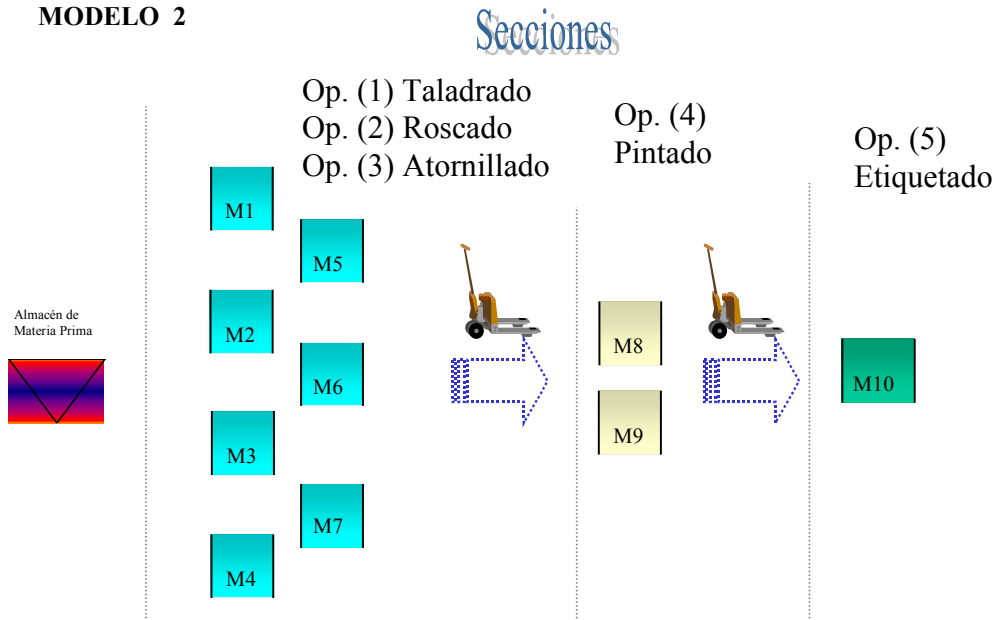 MODELO 2
Secciones
Op. (1) Taladrado
Op. (2) Roscado
Op. (3) Atornillado
Op. (4)
Pintado
Op. (5)
Etiquetado
Almacén de
Materia Prima
M1
M5
M2
M6
M3
M7
M4
M8
M9
M10